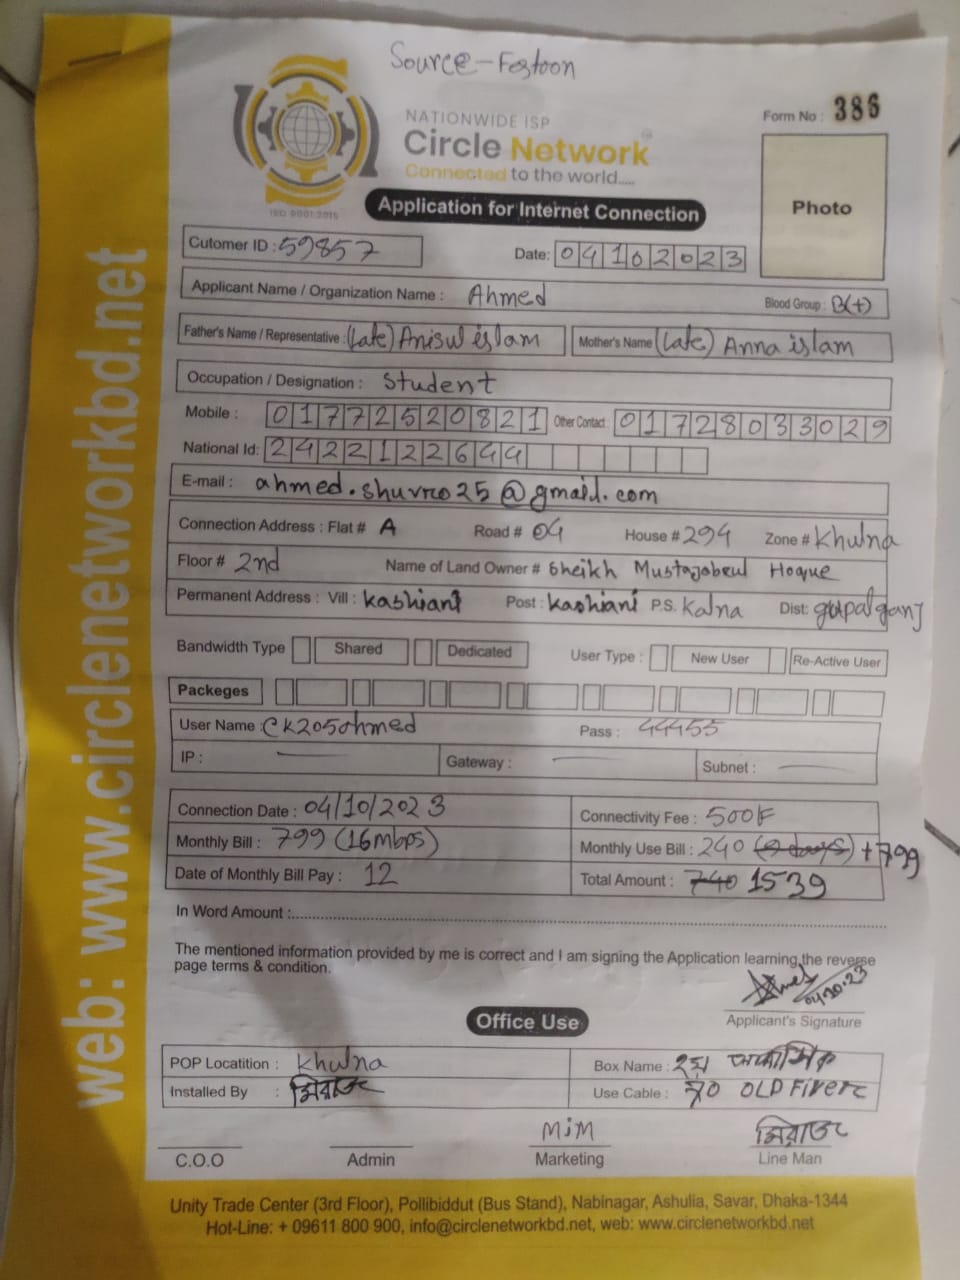 Source - Festoon
NATIONWIDE ISP
Circle Network
Connected to the world.....
ISO 9001:2015
Form No : 386
Photo
Application for Internet Connection
Cutomer ID : 59857
Date: 04102023
Applicant Name / Organization Name : Ahmed Blood Group : B(+)
Father's Name / Representative : (Late) Anisul islam Mother's Name (Late) Anna islam
Occupation / Designation : Student
Mobile : 01772520821 Other Contact : 01728033029
National Id: 2422122644
E-mail : ahmed.shuvro25@gmail.com
Connection Address : Flat # A Road # 04 House # 294 Zone # Khulna
Floor # 2nd Name of Land Owner # Sheikh Hoque
Permanent Address : Vill : kashiani Post : kashiani P.S. Kalna Dist: gopalganj
Bandwidth Type Shared Dedicated User Type : New User Re-Active User
Packeges
User Name : Pass : 44455
IP : Gateway : Subnet :
Connection Date : 04/10/2023 Connectivity Fee : 500
Monthly Bill : 799 (16mbps) Monthly Use Bill : 240 (9 days) + 799
Date of Monthly Bill Pay : 12 Total Amount : 740 1539
In Word Amount :
The mentioned information provided by me is correct and I am signing the Application learning the reverse
page terms & condition.
04.10.23
Applicant's Signature
Office Use
POP Locatition : Khulna Box Name : ২য়
Installed By : মিরাজ Use Cable : OLD
MiM মিরাজ
C.O.O Admin Marketing Line Man
Unity Trade Center (3rd Floor), Pollibiddut (Bus Stand), Nabinagar, Ashulia, Savar, Dhaka-1344
Hot-Line: + 09611 800 900, info@circlenetworkbd.net, web: www.circlenetworkbd.net
web: www.circlenetworkbd.net